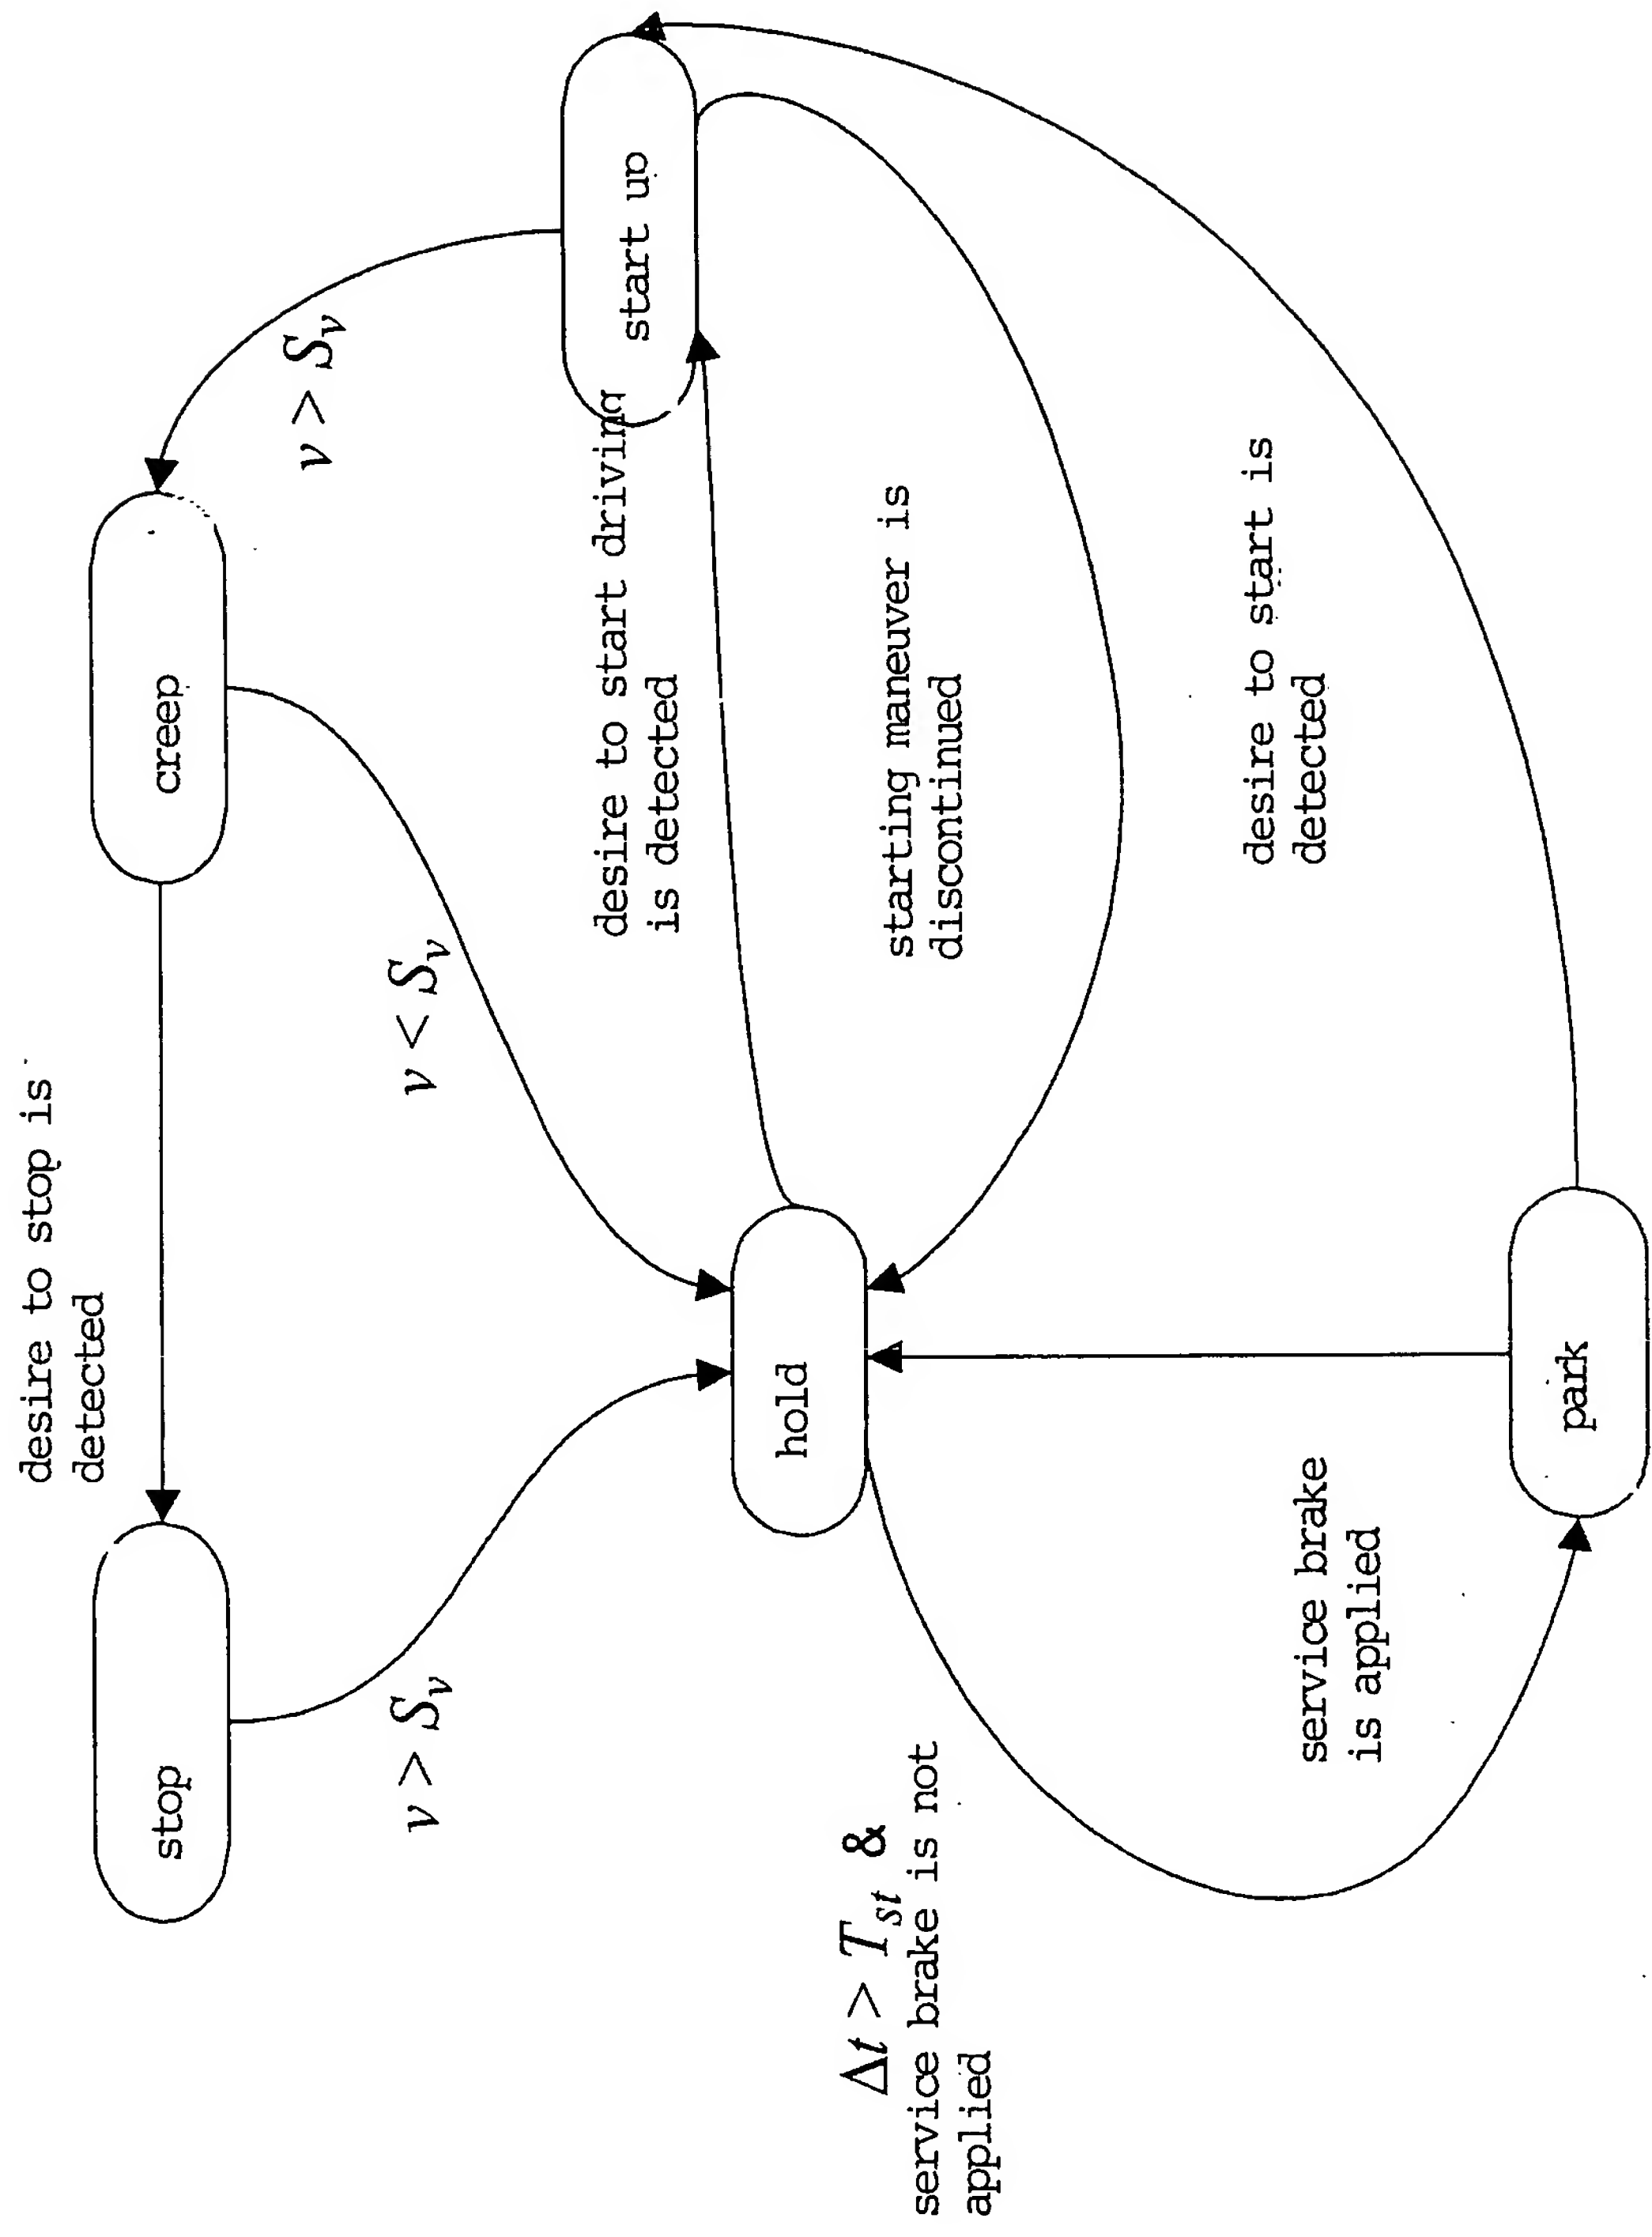 desire to stop is
detected
stop
creep
v > S_v
v < S_v
v > S_v
desire to start driving
is detected
start up
hold
starting maneuver is
discontinued
Δt > T_st &
service brake is not
applied
service brake
is applied
desire to start is
detected
park